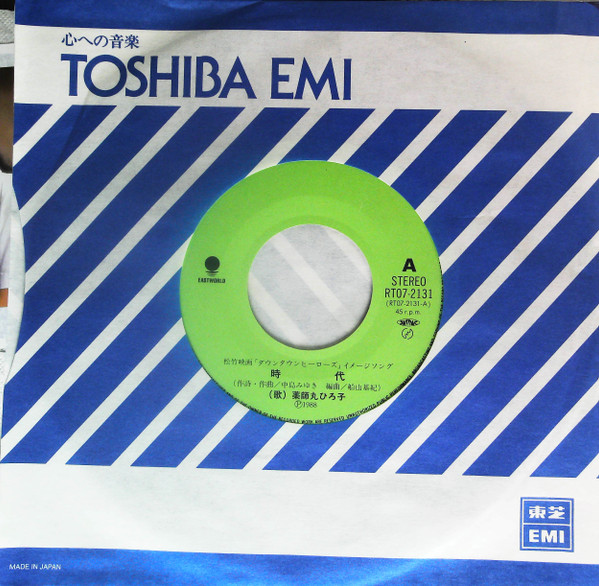 心への音楽
TOSHIBA EMI
EASTWORLD
A
STEREO
RT07-2131
(RT07-2131-A)
45 r.p.m.
松竹映画「ダウンタウンヒーローズ」イメージソング
時代
(作詩・作曲/中島みゆき 編曲/船山基紀)
(歌) 薬師丸ひろ子
Ⓟ1988
東芝
EMI
MADE IN JAPAN